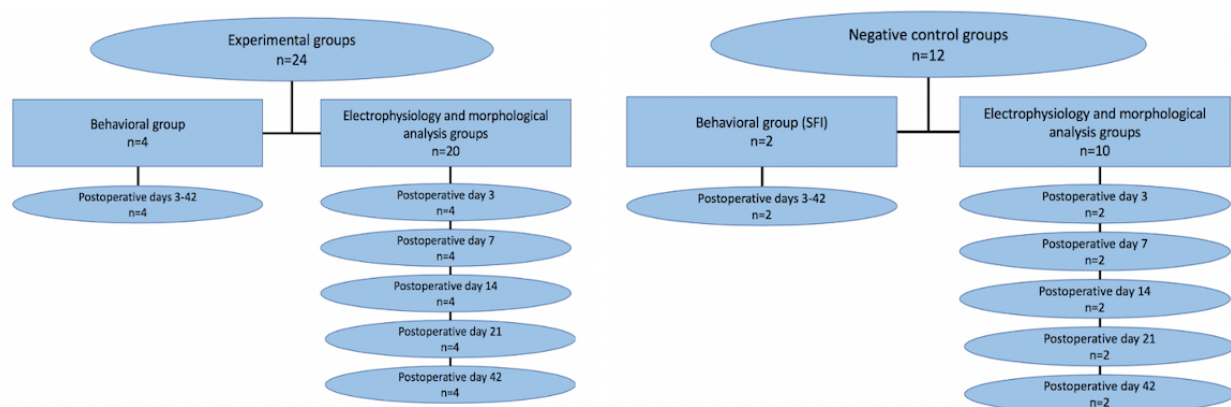 Experimental groups
n=24
Behavioral group
n=4
Electrophysiology and morphological
analysis groups
n=20
Postoperative days 3-42
n=4
Postoperative day 3
n=4
Postoperative day 7
n=4
Postoperative day 14
n=4
Postoperative day 21
n=4
Postoperative day 42
n=4
Negative control groups
n=12
Behavioral group (SFI)
n=2
Electrophysiology and morphological
analysis groups
n=10
Postoperative days 3-42
n=2
Postoperative day 3
n=2
Postoperative day 7
n=2
Postoperative day 14
n=2
Postoperative day 21
n=2
Postoperative day 42
n=2